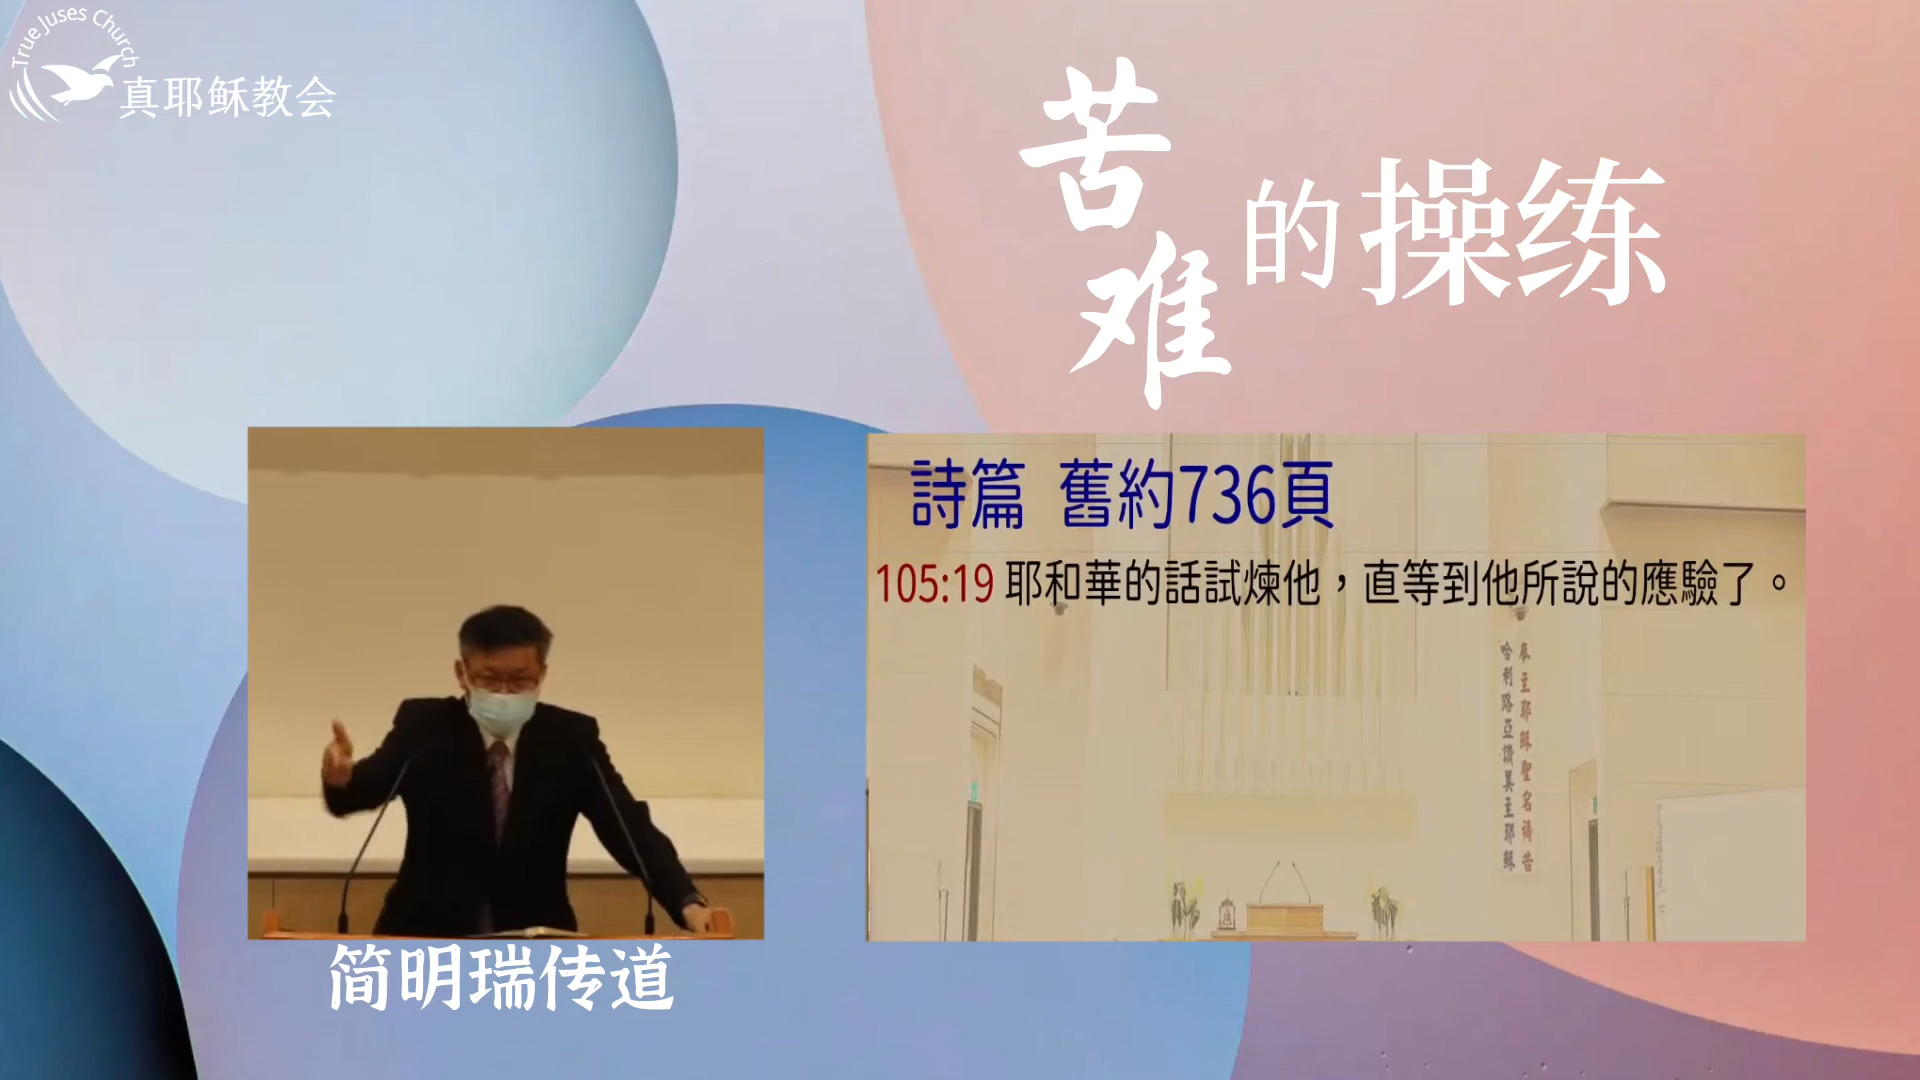 True Juses Church
真耶稣教会
苦难的操练
詩篇 舊約736頁
105:19 耶和華的話試煉他，直等到他所說的應驗了。
奉主耶穌聖名禱告
哈利路亞讚美主耶穌
简明瑞传道